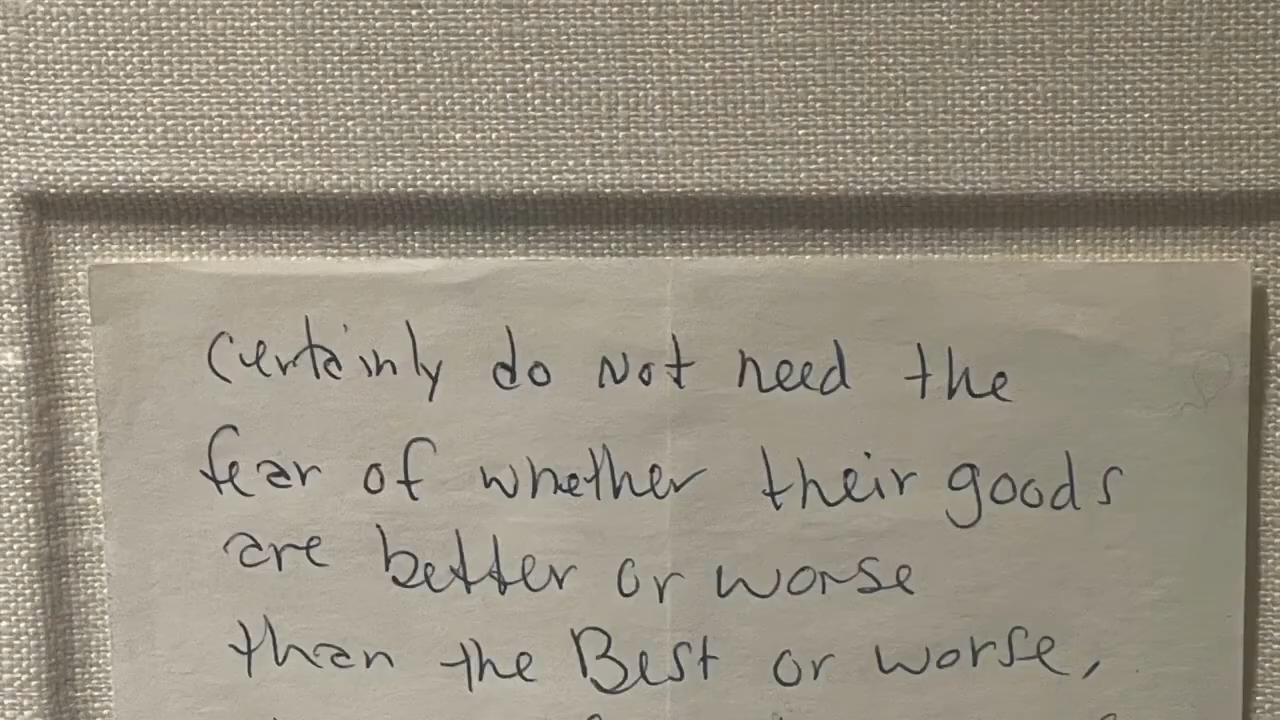 Certainly do Not need the
fear of whether their goods
are better or worse
than the Best or worse,